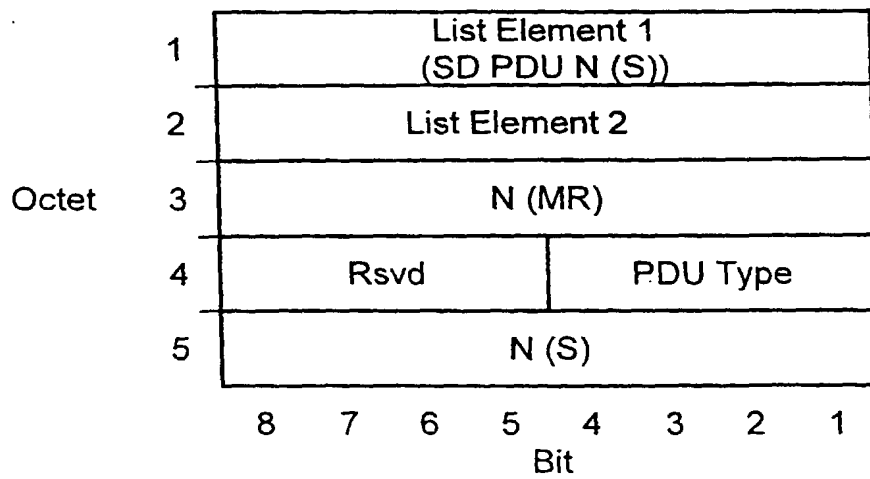 1 List Element 1
(SD PDU N (S))
2 List Element 2
Octet 3 N (MR)
4 Rsvd PDU Type
5 N (S)
8 7 6 5 4 3 2 1
Bit